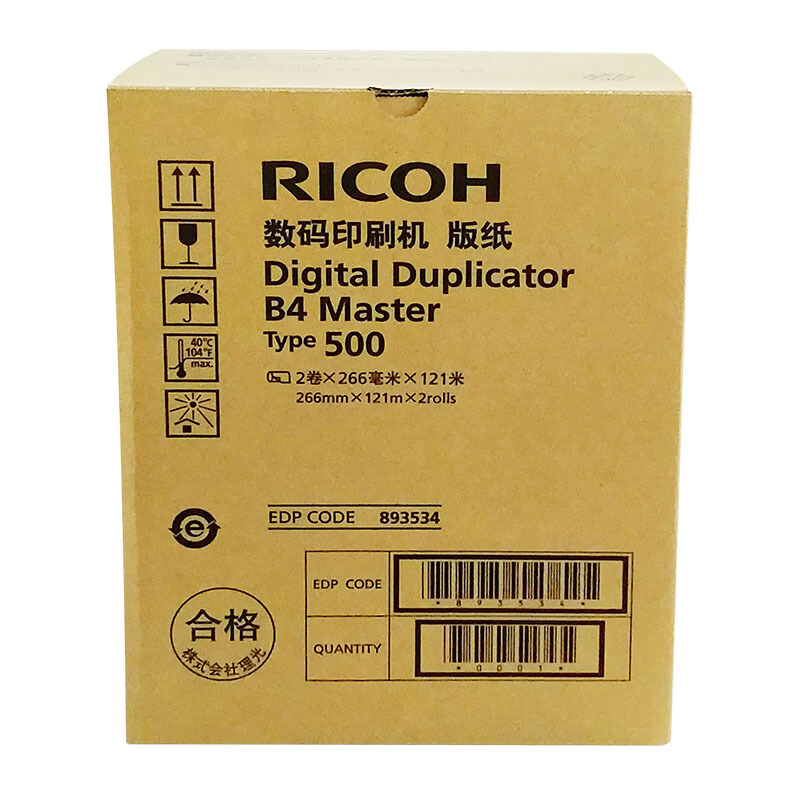 RICOH
数码印刷机 版纸
Digital Duplicator
B4 Master
Type 500
2卷×266毫米×121米
266mm×121m×2rolls
40°C
104°F
max.
e
EDP CODE 893534
EDP CODE
*893534*
QUANTITY
*0001*
合格
株式会社理光